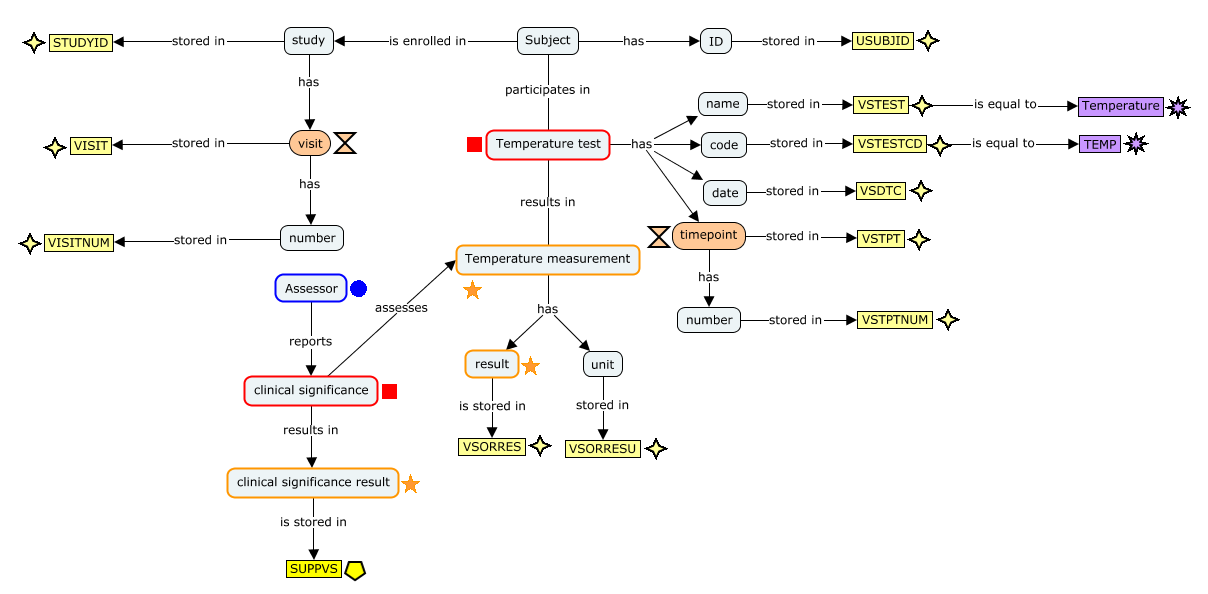 STUDYID stored in study is enrolled in Subject has ID stored in USUBJID
has
participates in
name stored in VSTEST is equal to Temperature
VISIT stored in visit
Temperature test has code stored in VSTESTCD is equal to TEMP
has
results in
date stored in VSDTC
VISITNUM stored in number
timepoint stored in VSTPT
Temperature measurement
has
Assessor
assesses
has
number stored in VSTPTNUM
reports
result
unit
clinical significance
is stored in
stored in
results in
VSORRES
VSORRESU
clinical significance result
is stored in
SUPPVS